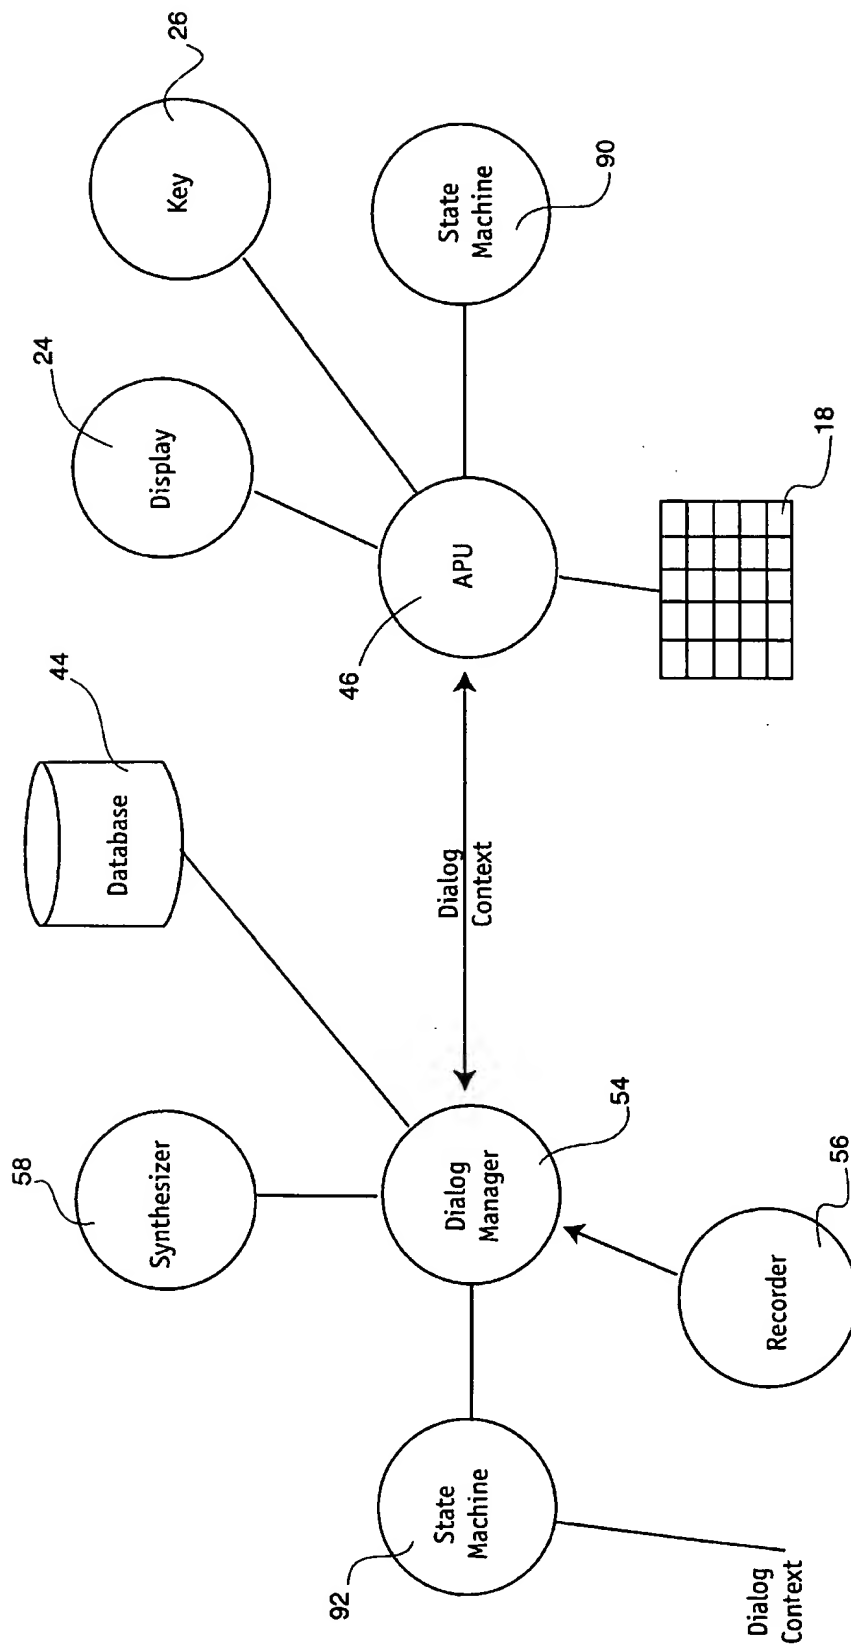 26
Key
State
Machine
90
24
Display
APU
46
18
44
Database
Dialog
Context
58
Synthesizer
Dialog
Manager
54
56
Recorder
State
Machine
92
Dialog
Context